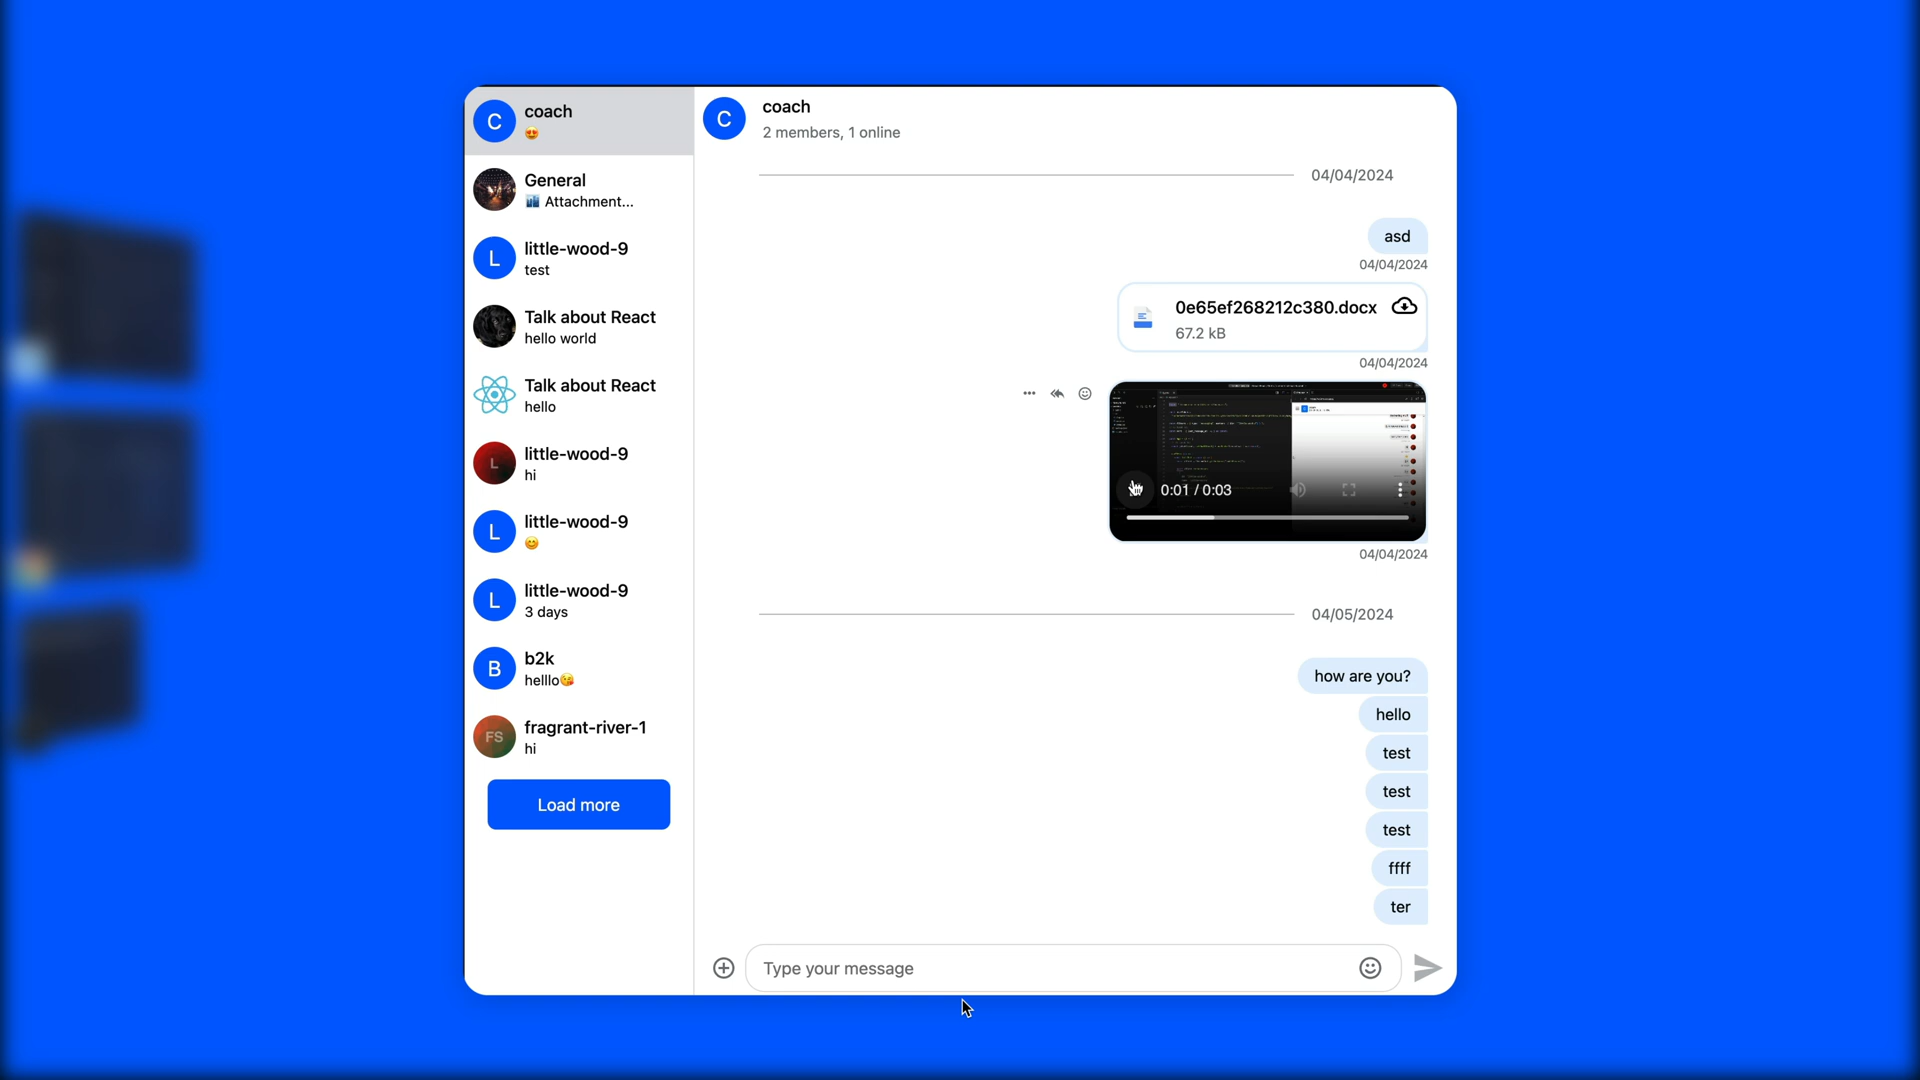 C
coach
😍
General
Attachment...
L
little-wood-9
test
Talk about React
hello world
Talk about React
hello
L
little-wood-9
hi
L
little-wood-9
😊
L
little-wood-9
3 days
B
b2k
helllo😘
FS
fragrant-river-1
hi
Load more
C
coach
2 members, 1 online
04/04/2024
asd
04/04/2024
0e65ef268212c380.docx
67.2 kB
04/04/2024
0:01 / 0:03
04/04/2024
04/05/2024
how are you?
hello
test
test
test
ffff
ter
Type your message